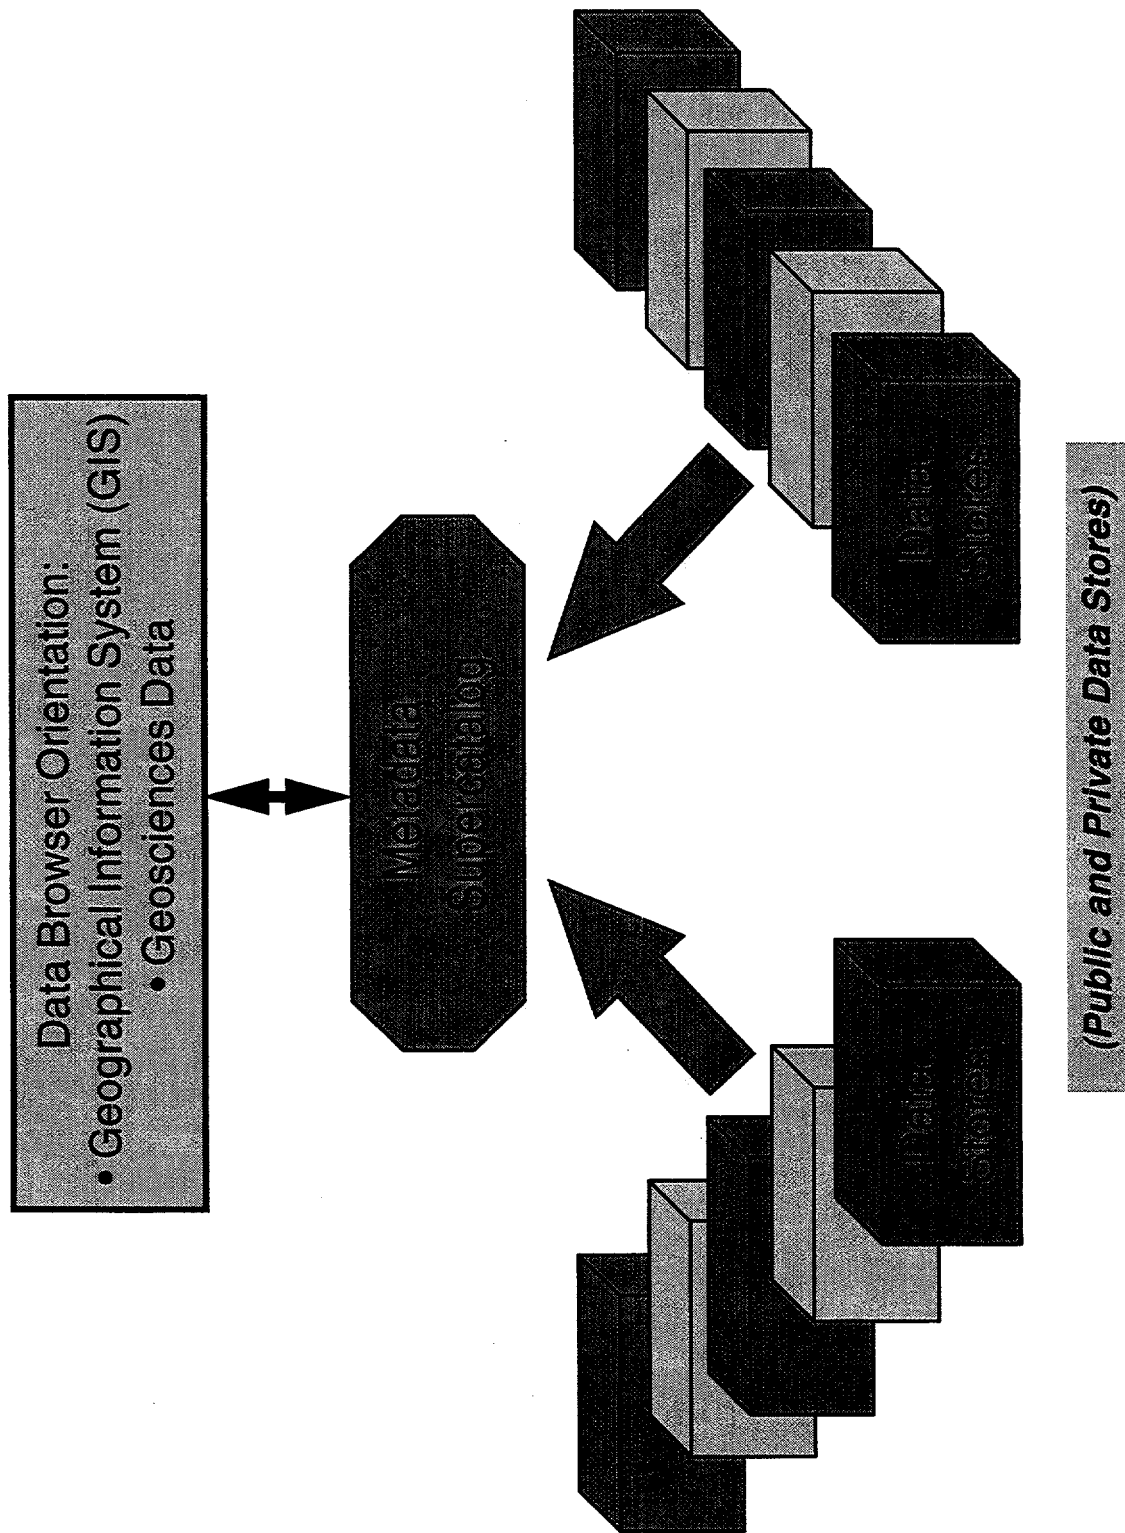 Data Browser Orientation:
• Geographical Information System (GIS)
• Geosciences Data
Metadata
Supercatalog
Data
Stores
Data
Stores
(Public and Private Data Stores)